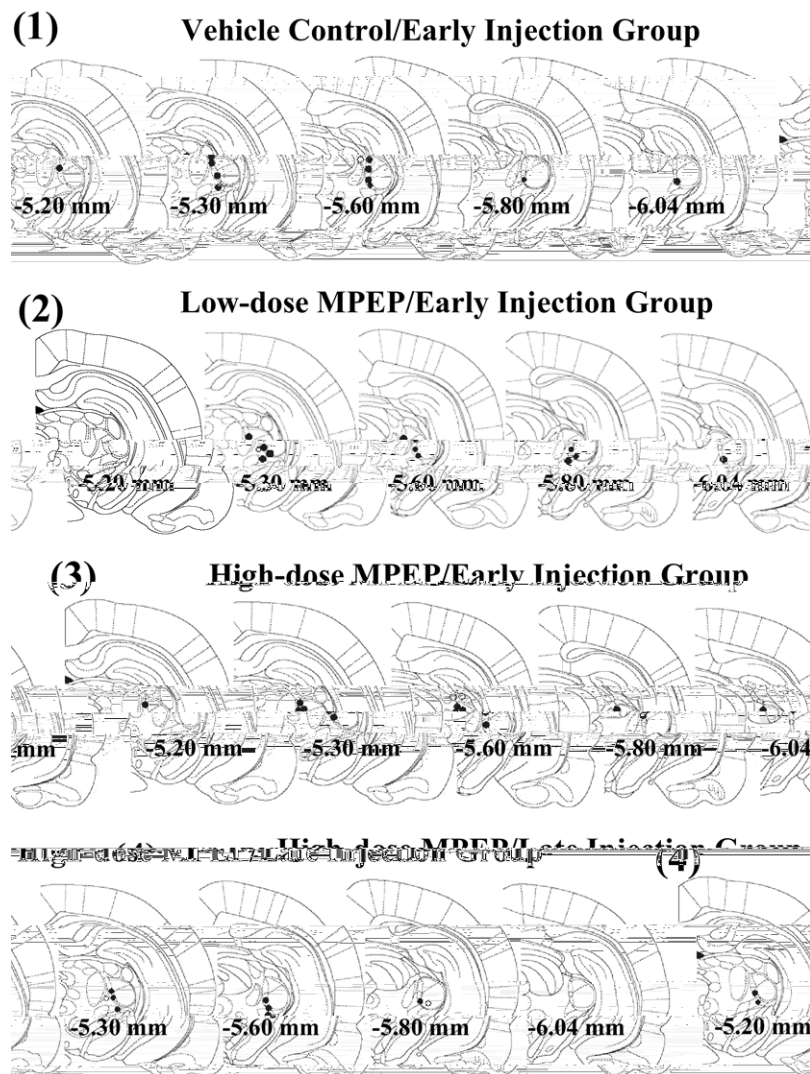 (1)
Vehicle Control/Early Injection Group
-5.20 mm -5.30 mm -5.60 mm -5.80 mm -6.04 mm
(2)
Low-dose MPEP/Early Injection Group
-5.20 mm -5.30 mm -5.60 mm -5.80 mm -6.04 mm
(3)
High-dose MPEP/Early Injection Group
mm -5.20 mm -5.30 mm -5.60 mm -5.80 mm -6.04
High-dose MPEP/Late Injection Group
(4)
-5.30 mm -5.60 mm -5.80 mm -6.04 mm -5.20 mm